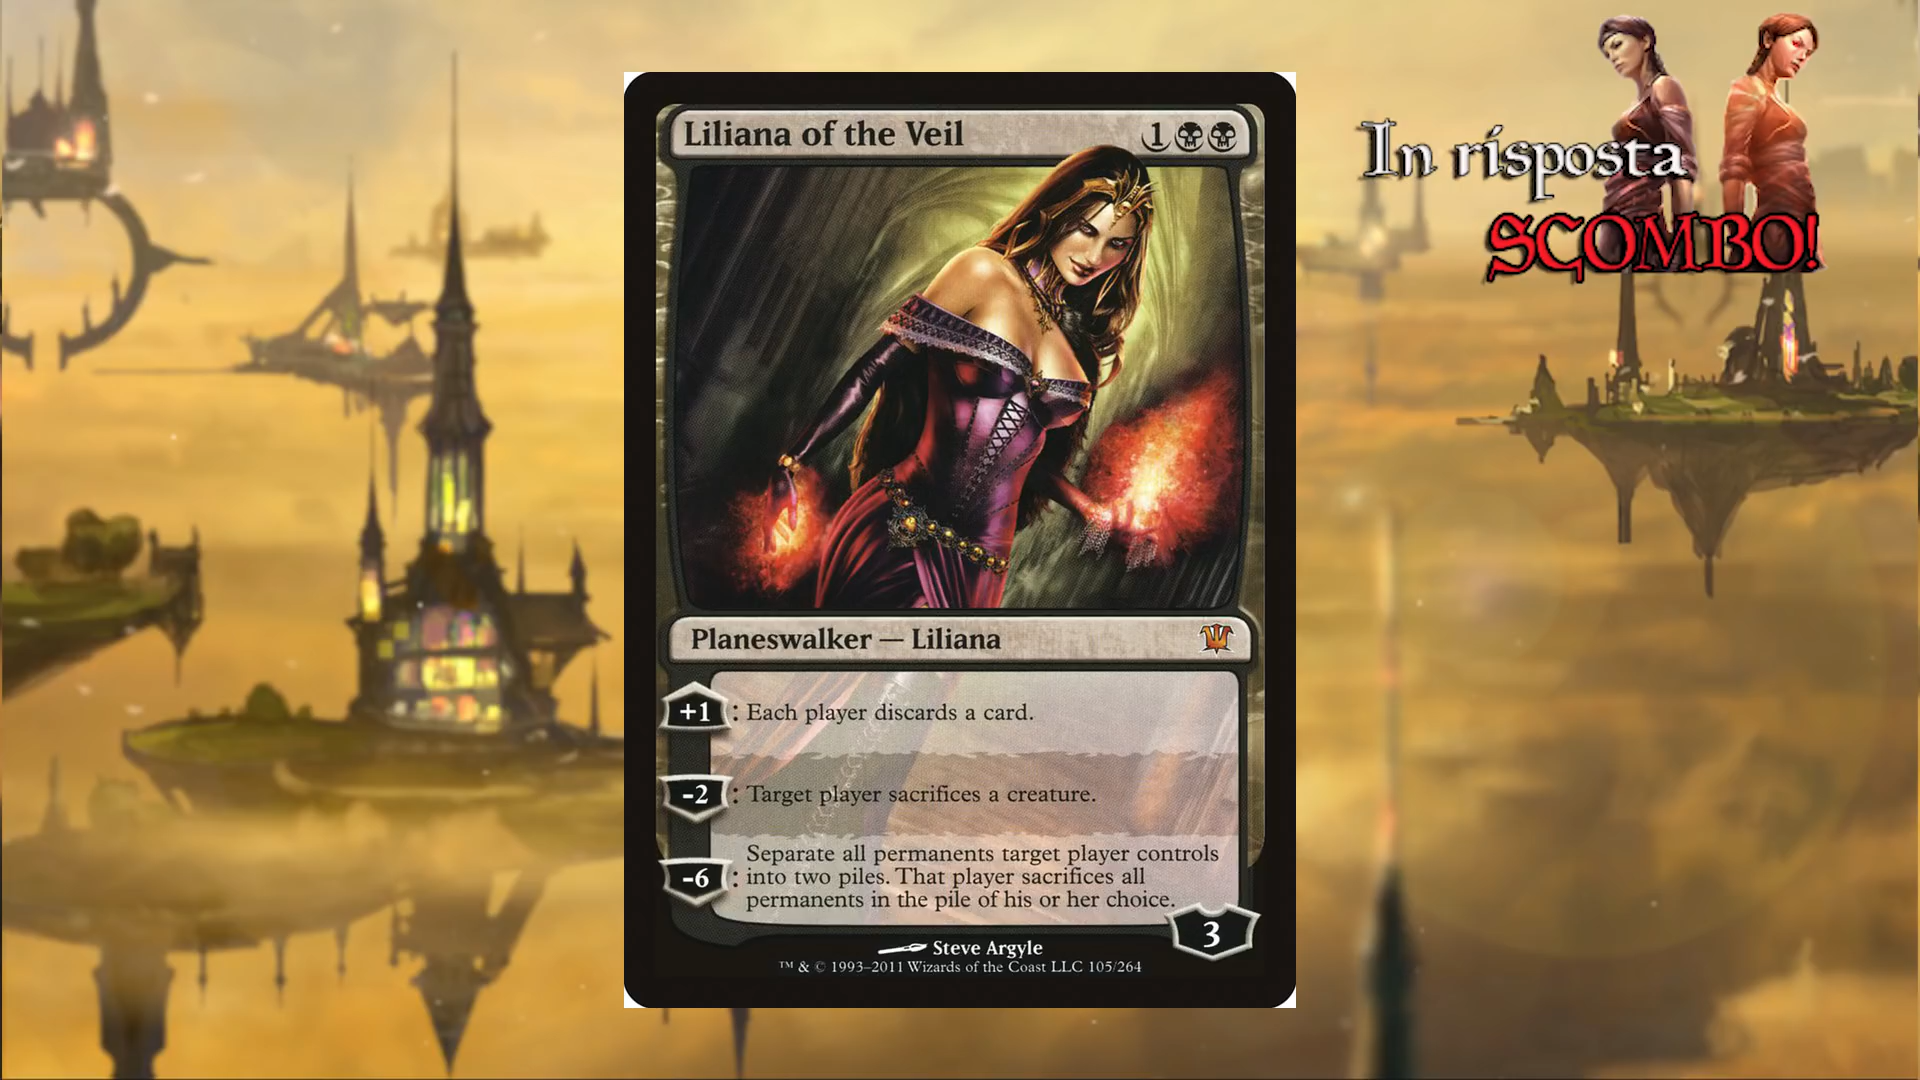 Liliana of the Veil 1
In risposta
SCOMBO!
Planeswalker — Liliana
+1 : Each player discards a card.
-2 : Target player sacrifices a creature.
Separate all permanents target player controls
-6 : into two piles. That player sacrifices all
permanents in the pile of his or her choice.
3
Steve Argyle
™ & © 1993–2011 Wizards of the Coast LLC 105/264